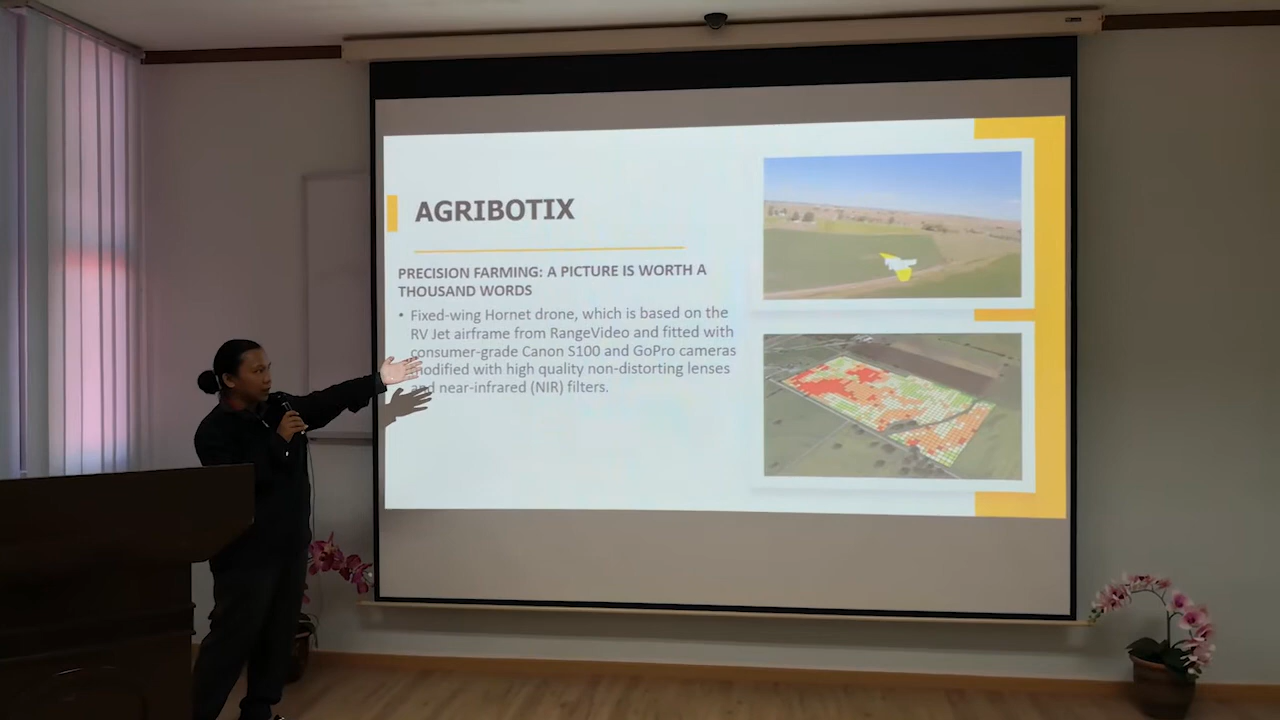 AGRIBOTIX
PRECISION FARMING: A PICTURE IS WORTH A
THOUSAND WORDS
• Fixed-wing Hornet drone, which is based on the
RV Jet airframe from RangeVideo and fitted with
consumer-grade Canon S100 and GoPro cameras
modified with high quality non-distorting lenses
and near-infrared (NIR) filters.